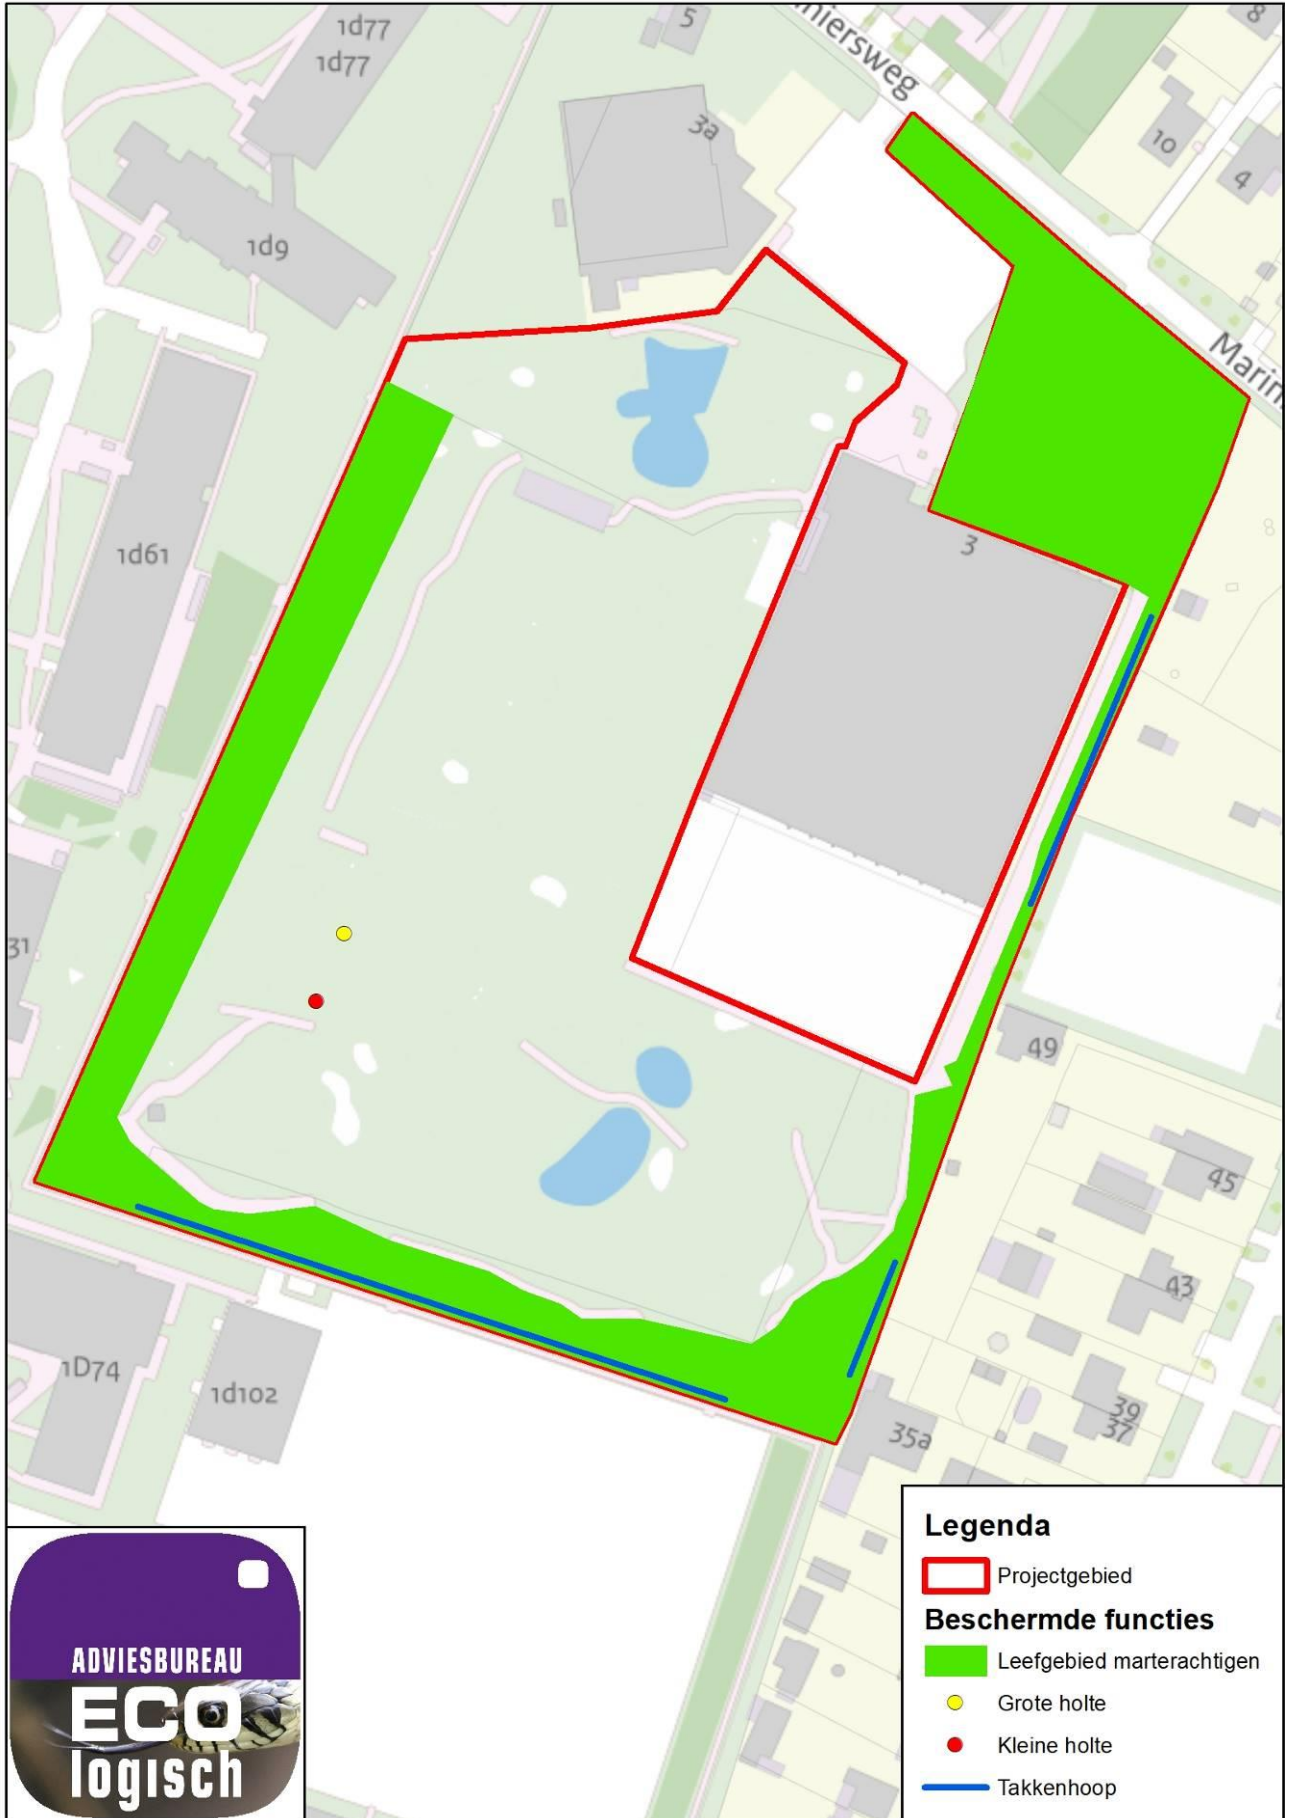 5
8
1d77
1d77
niersweg
3a
10
4
1d9
Marin
3
1d61
31
49
45
43
1D74
1d102
39
37
35a
Legenda
Projectgebied
Beschermde functies
Leefgebied marterachtigen
Grote holte
Kleine holte
Takkenhoop
ADVIESBUREAU
ECO
logisch